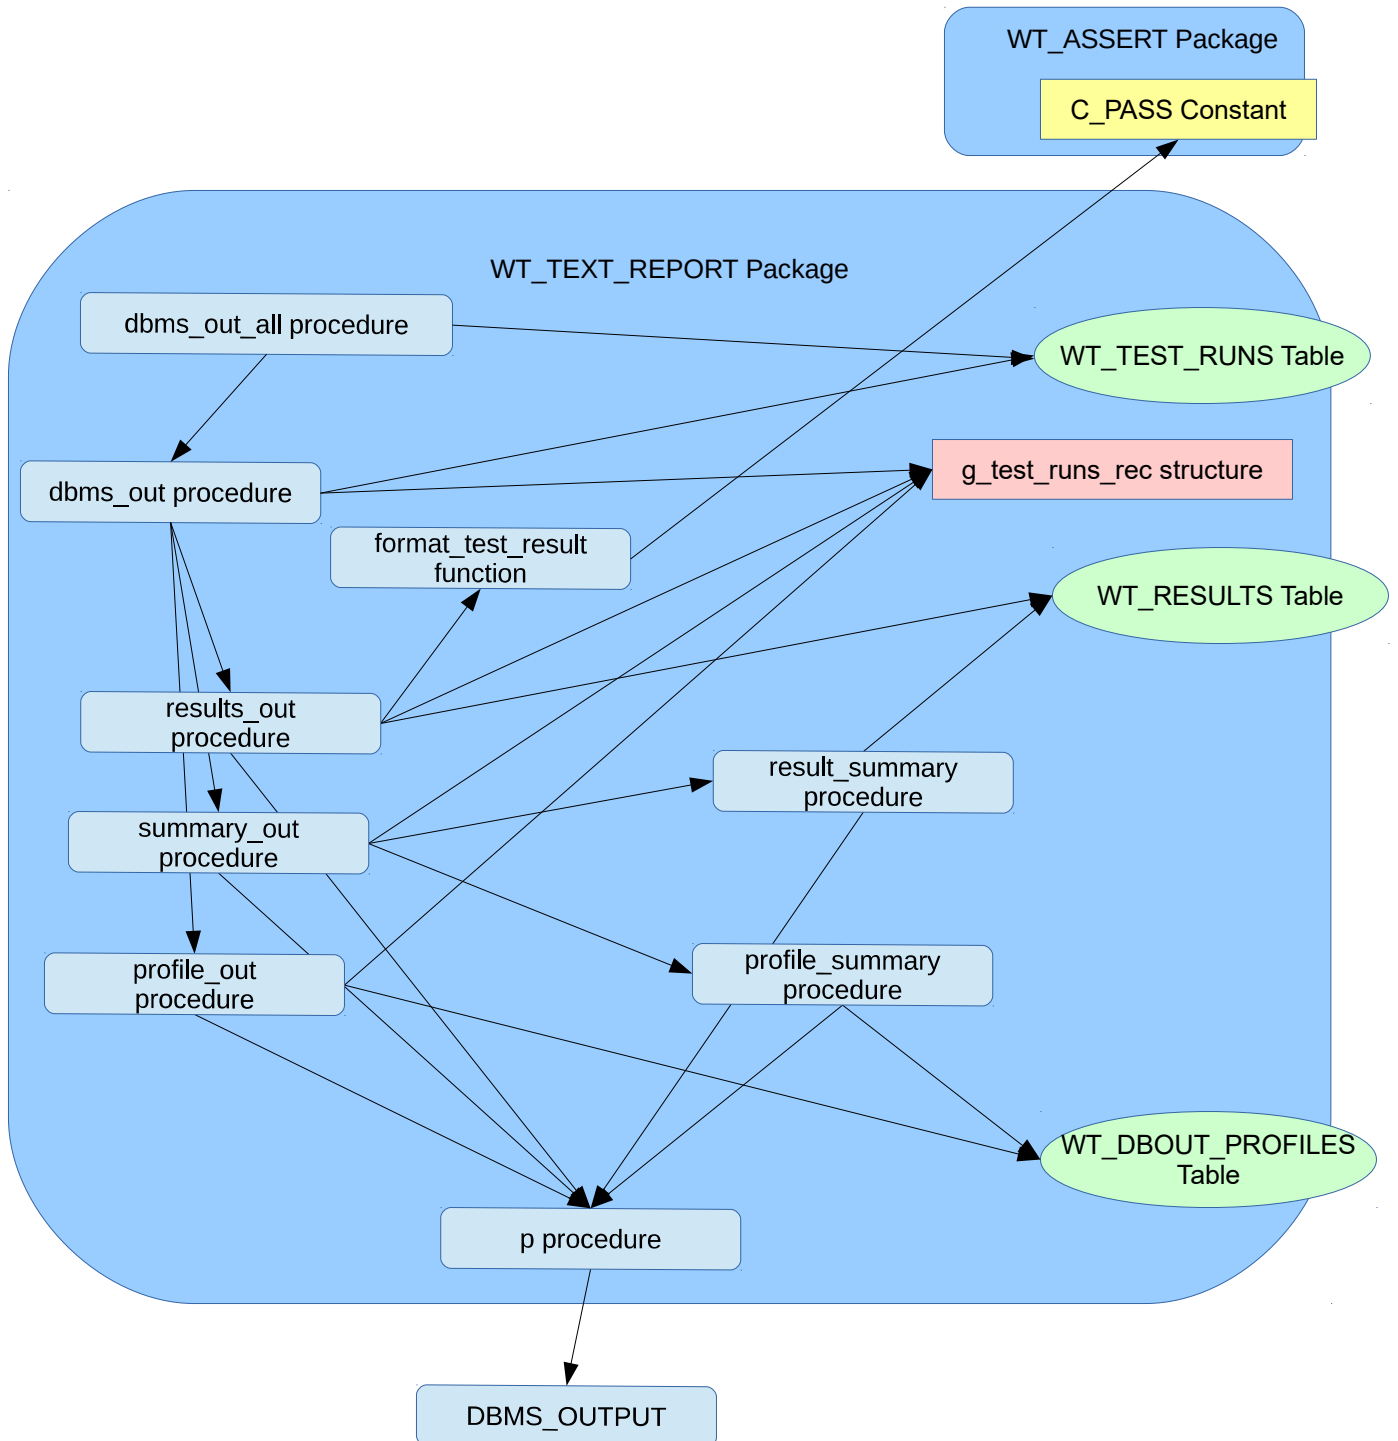 WT_ASSERT Package
C_PASS Constant
WT_TEXT_REPORT Package
dbms_out_all procedure
WT_TEST_RUNS Table
dbms_out procedure
g_test_runs_rec structure
format_test_result
function
WT_RESULTS Table
results_out
procedure
result_summary
procedure
summary_out
procedure
profile_out
procedure
profile_summary
procedure
WT_DBOUT_PROFILES
Table
p procedure
DBMS_OUTPUT